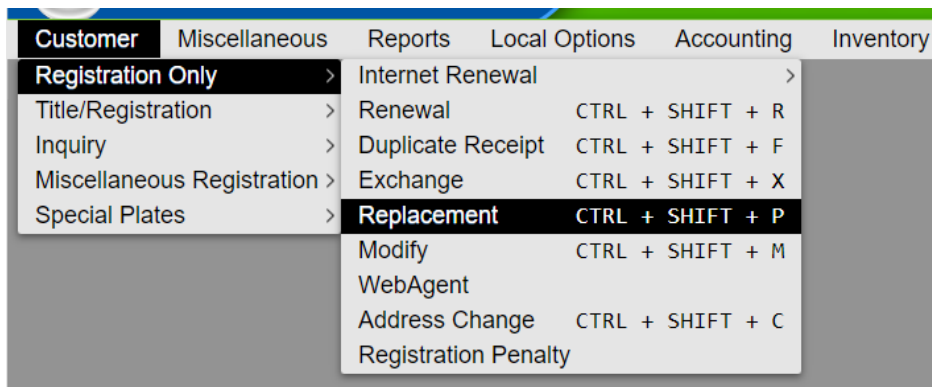 Customer Miscellaneous Reports Local Options Accounting Inventory
Registration Only >
Title/Registration >
Inquiry >
Miscellaneous Registration >
Special Plates >
Internet Renewal >
Renewal CTRL + SHIFT + R
Duplicate Receipt CTRL + SHIFT + F
Exchange CTRL + SHIFT + X
Replacement CTRL + SHIFT + P
Modify CTRL + SHIFT + M
WebAgent
Address Change CTRL + SHIFT + C
Registration Penalty